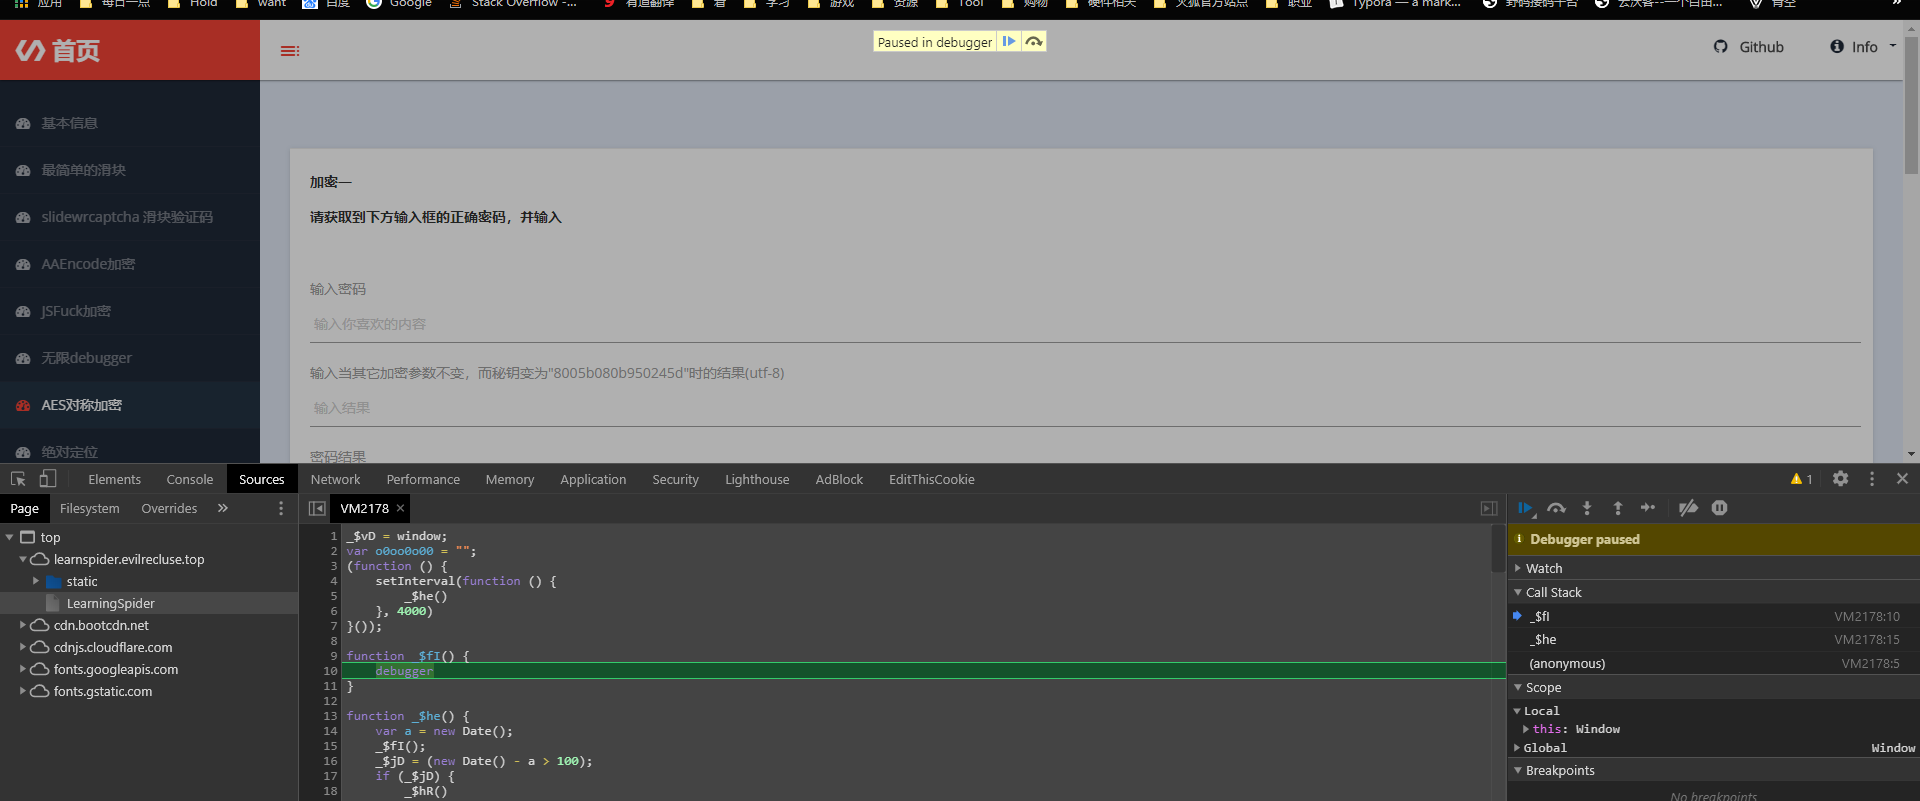 应用 每日一点 Hold want 百度 Google Stack Overflow -... 有道翻译 看 学习 游戏 资源 Tool 购物 硬件相关 火狐官方站点 职业 Typora — a mark... 野码接码平台 云沃客--一个自由... 青空 »
首页
Paused in debugger
Github
Info
基本信息
最简单的滑块
slidewrcaptcha 滑块验证码
AAEncode加密
JSFuck加密
无限debugger
AES对称加密
绝对定位
加密一
请获取到下方输入框的正确密码，并输入
输入密码
输入你喜欢的内容
输入当其它加密参数不变，而秘钥变为"8005b080b950245d"时的结果(utf-8)
输入结果
密码结果
Elements Console Sources Network Performance Memory Application Security Lighthouse AdBlock EditThisCookie 1
Page Filesystem Overrides »
top
learnspider.evilrecluse.top
static
LearningSpider
cdn.bootcdn.net
cdnjs.cloudflare.com
fonts.googleapis.com
fonts.gstatic.com
VM2178 ×
1 _$vD = window;
2 var o0oo0o00 = "";
3 (function () {
4 setInterval(function () {
5 _$he()
6 }, 4000)
7 }());
8
9 function _$fI() {
10 debugger
11 }
12
13 function _$he() {
14 var a = new Date();
15 _$fI();
16 _$jD = (new Date() - a > 100);
17 if (_$jD) {
18 _$hR()
Debugger paused
Watch
Call Stack
_$fI VM2178:10
_$he VM2178:15
(anonymous) VM2178:5
Scope
Local
this: Window
Global Window
Breakpoints
No breakpoints